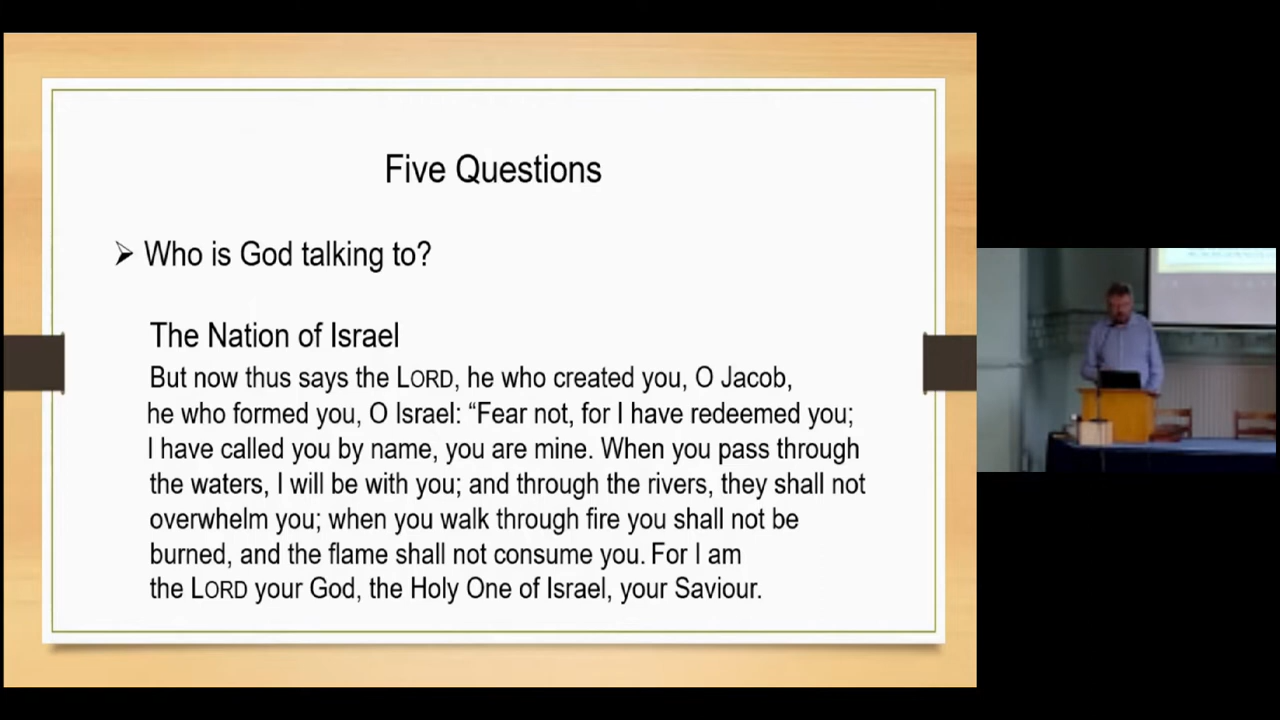 Five Questions
➢ Who is God talking to?
The Nation of Israel
But now thus says the LORD, he who created you, O Jacob,
he who formed you, O Israel: “Fear not, for I have redeemed you;
I have called you by name, you are mine. When you pass through
the waters, I will be with you; and through the rivers, they shall not
overwhelm you; when you walk through fire you shall not be
burned, and the flame shall not consume you. For I am
the LORD your God, the Holy One of Israel, your Saviour.